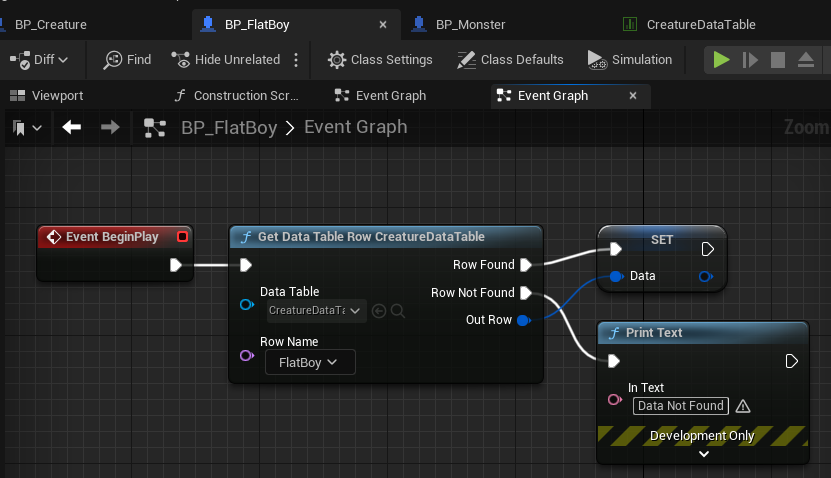 BP_Creature
BP_FlatBoy
BP_Monster
CreatureDataTable
Diff
Find
Hide Unrelated
Class Settings
Class Defaults
Simulation
Viewport
Construction Scr...
Event Graph
Event Graph
BP_FlatBoy > Event Graph
Zoom
Event BeginPlay
Get Data Table Row CreatureDataTable
SET
Row Found
Data
Data Table
CreatureDataTa
Row Not Found
Out Row
Row Name
FlatBoy
Print Text
In Text
Data Not Found
Development Only